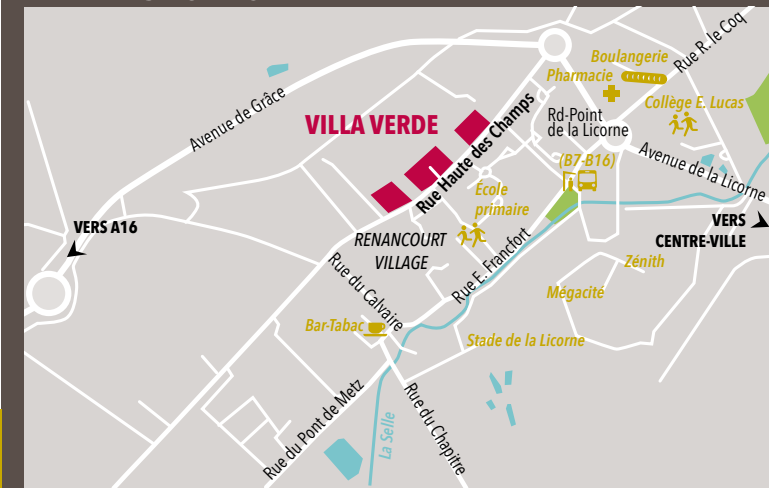 Boulangerie
Rue R. le Coq
Pharmacie
Collège E. Lucas
Avenue de Grâce
VILLA VERDE
Rue Haute des Champs
Rd-Point
de la Licorne
Avenue de la Licorne
(B7-B16)
École
primaire
VERS A16
VERS
CENTRE-VILLE
RENANCOURT
VILLAGE
Rue du Calvaire
Rue E. Francfort
Zénith
Mégacité
Bar-Tabac
Stade de la Licorne
Rue du Pont de Metz
La Selle
Rue du Chapitre